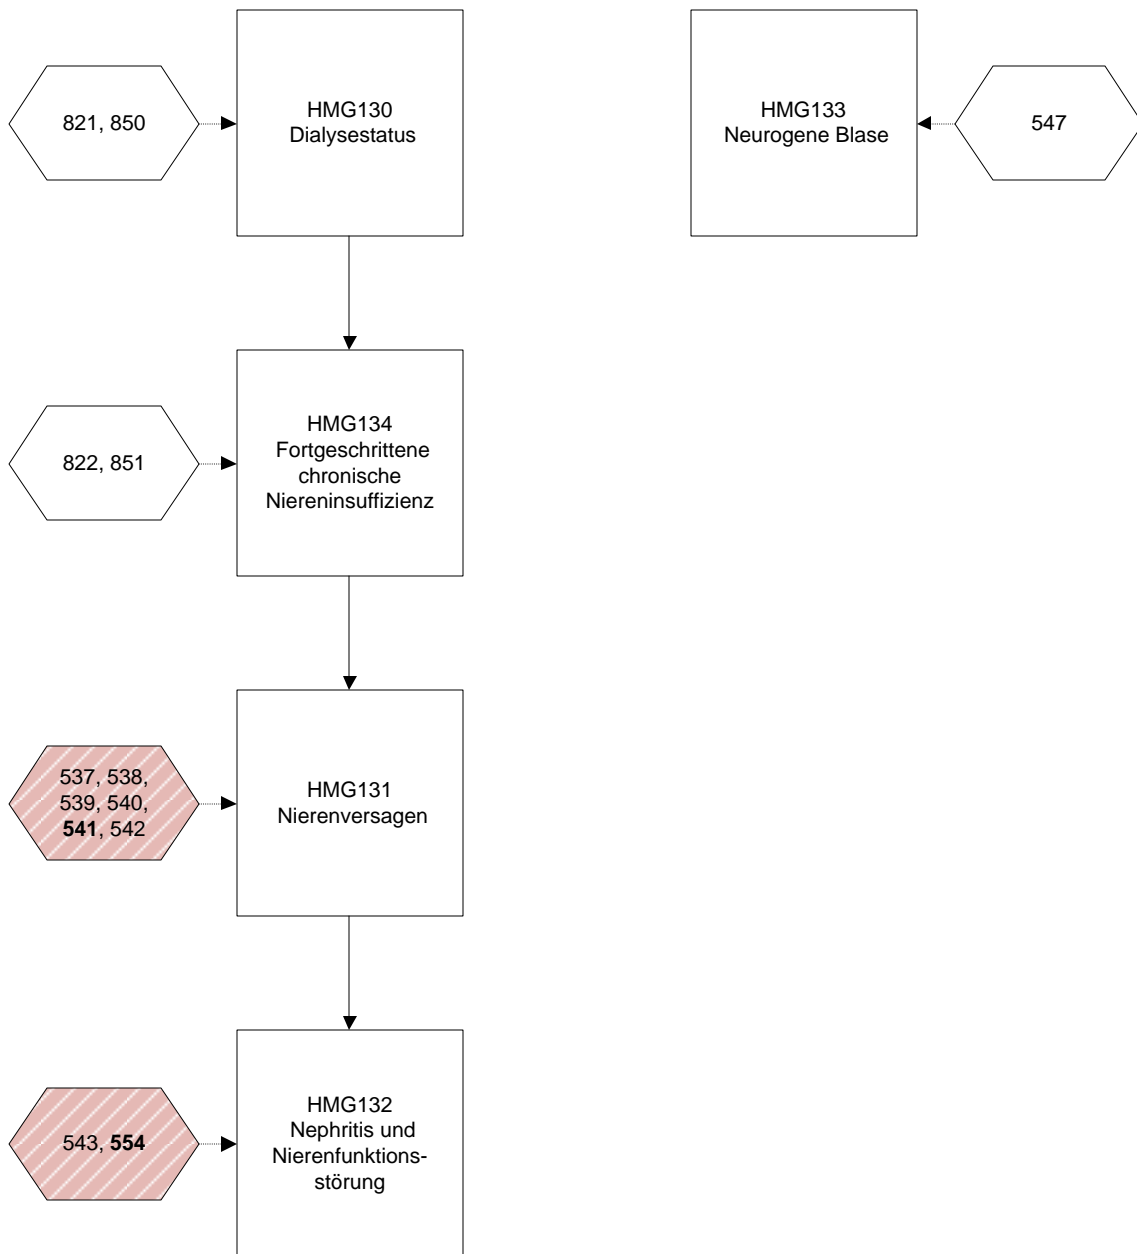 821, 850
HMG130
Dialysestatus
HMG133
Neurogene Blase
547
822, 851
HMG134
Fortgeschrittene
chronische
Niereninsuffizienz
537, 538,
539, 540,
541, 542
HMG131
Nierenversagen
543, 554
HMG132
Nephritis und
Nierenfunktions-
störung